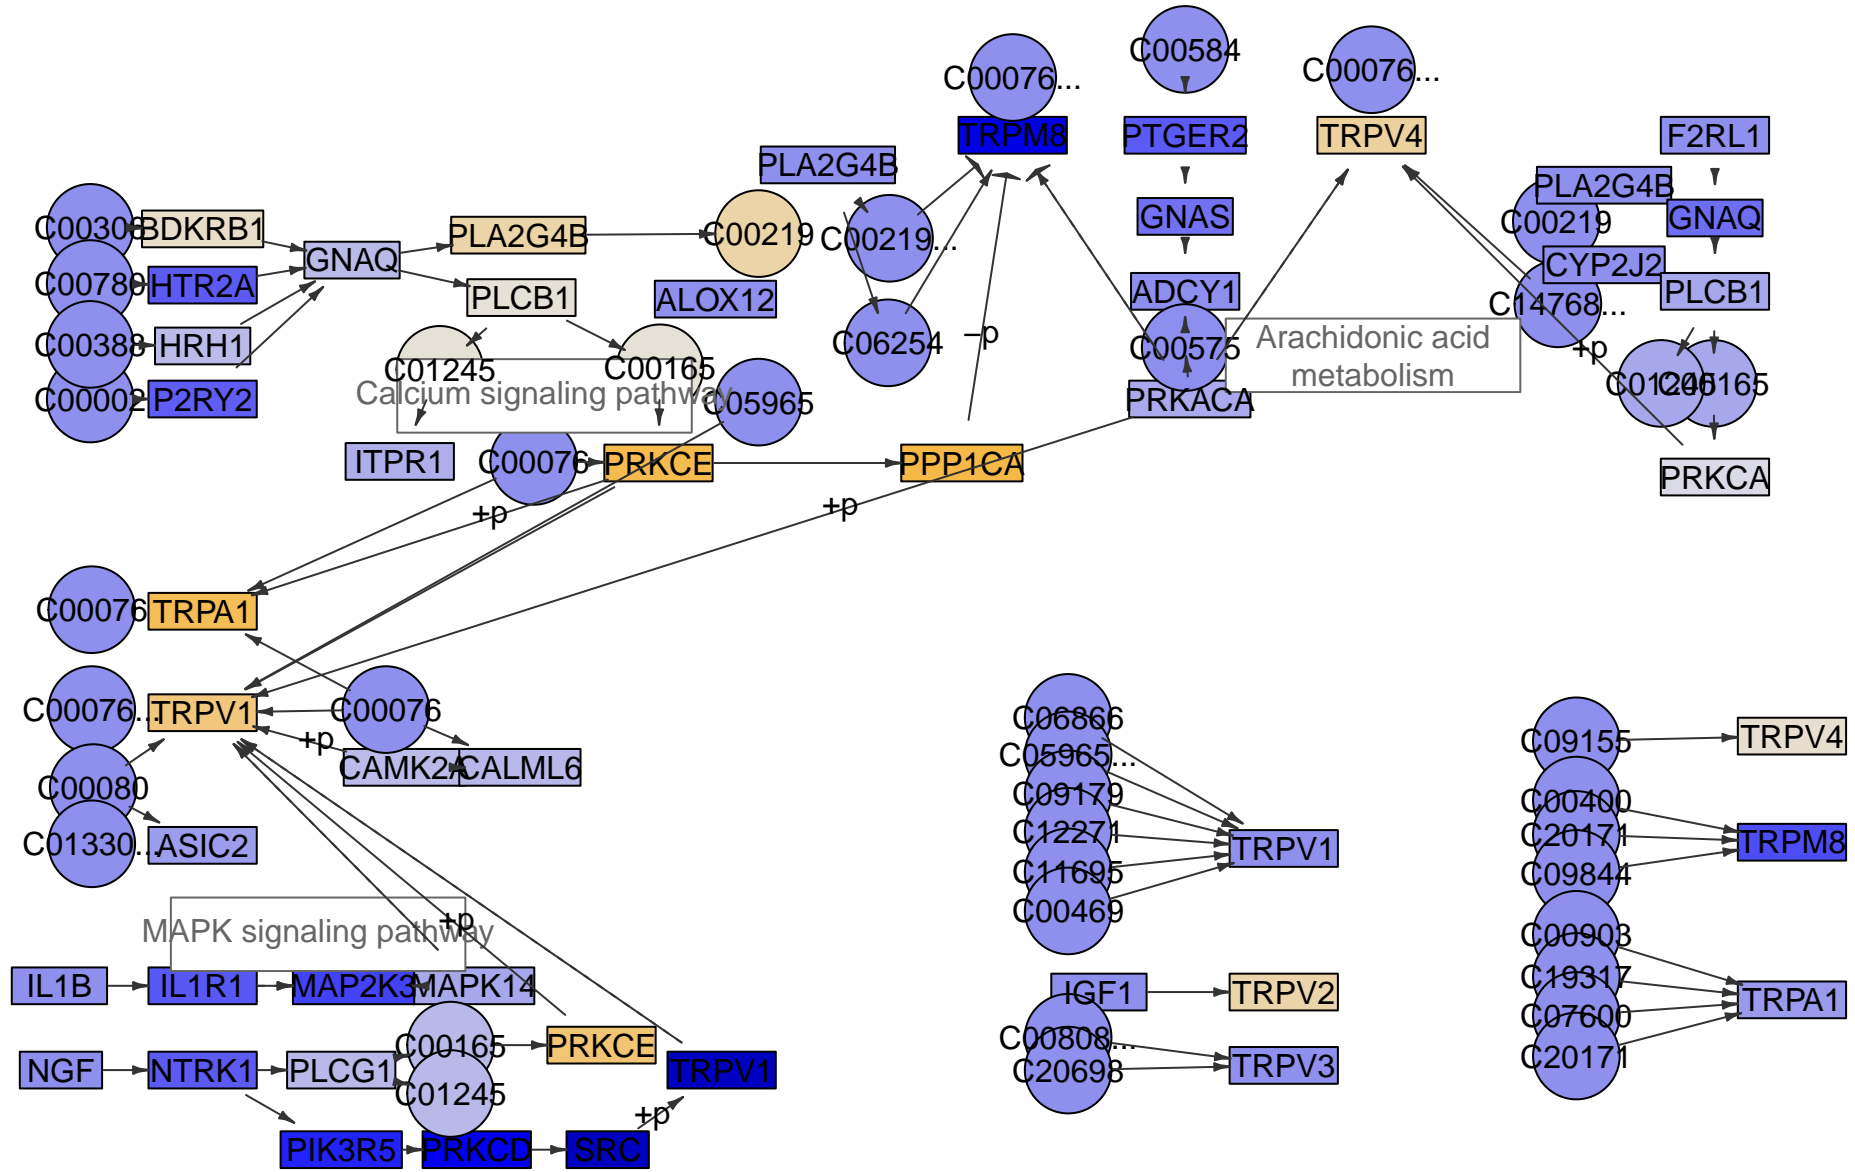 C00584
C00076...
C00076...
TRPM8
PTGER2
TRPV4
F2RL1
PLA2G4B
PLA2G4B
C00219
GNAS
GNAQ
BDKRB1
PLA2G4B
C00219
C00219...
GNAQ
CYP2J2
C00780
HTR2A
PLCB1
ALOX12
ADCY1
C14768...
PLCB1
C00388
HRH1
C06254
–p
C00575
Arachidonic acid
metabolism
+p
C01245
C00165
Calcium signaling pathway
C05965
C01245
C00165
C00002
P2RY2
PRKACA
ITPR1
C00076
PRKCE
PPP1CA
PRKCA
+p
+p
C00076
TRPA1
C00076...
TRPV1
C00076
+p
CAMK2A
CALML6
C00080
C01330...
ASIC2
C06866
C05965...
C09179
C12271
C11695
C00469
TRPV1
C09155
TRPV4
C00400
C20171
C09844
TRPM8
MAPK signaling pathway
+p
IL1B
IL1R1
MAP2K3
MAPK14
IGF1
TRPV2
C00903
C19317
C07600
C20171
TRPA1
C00165
PRKCE
C00808...
C20698
TRPV3
NGF
NTRK1
PLCG1
C01245
TRPV1
+p
PIK3R5
PRKCD
SRC